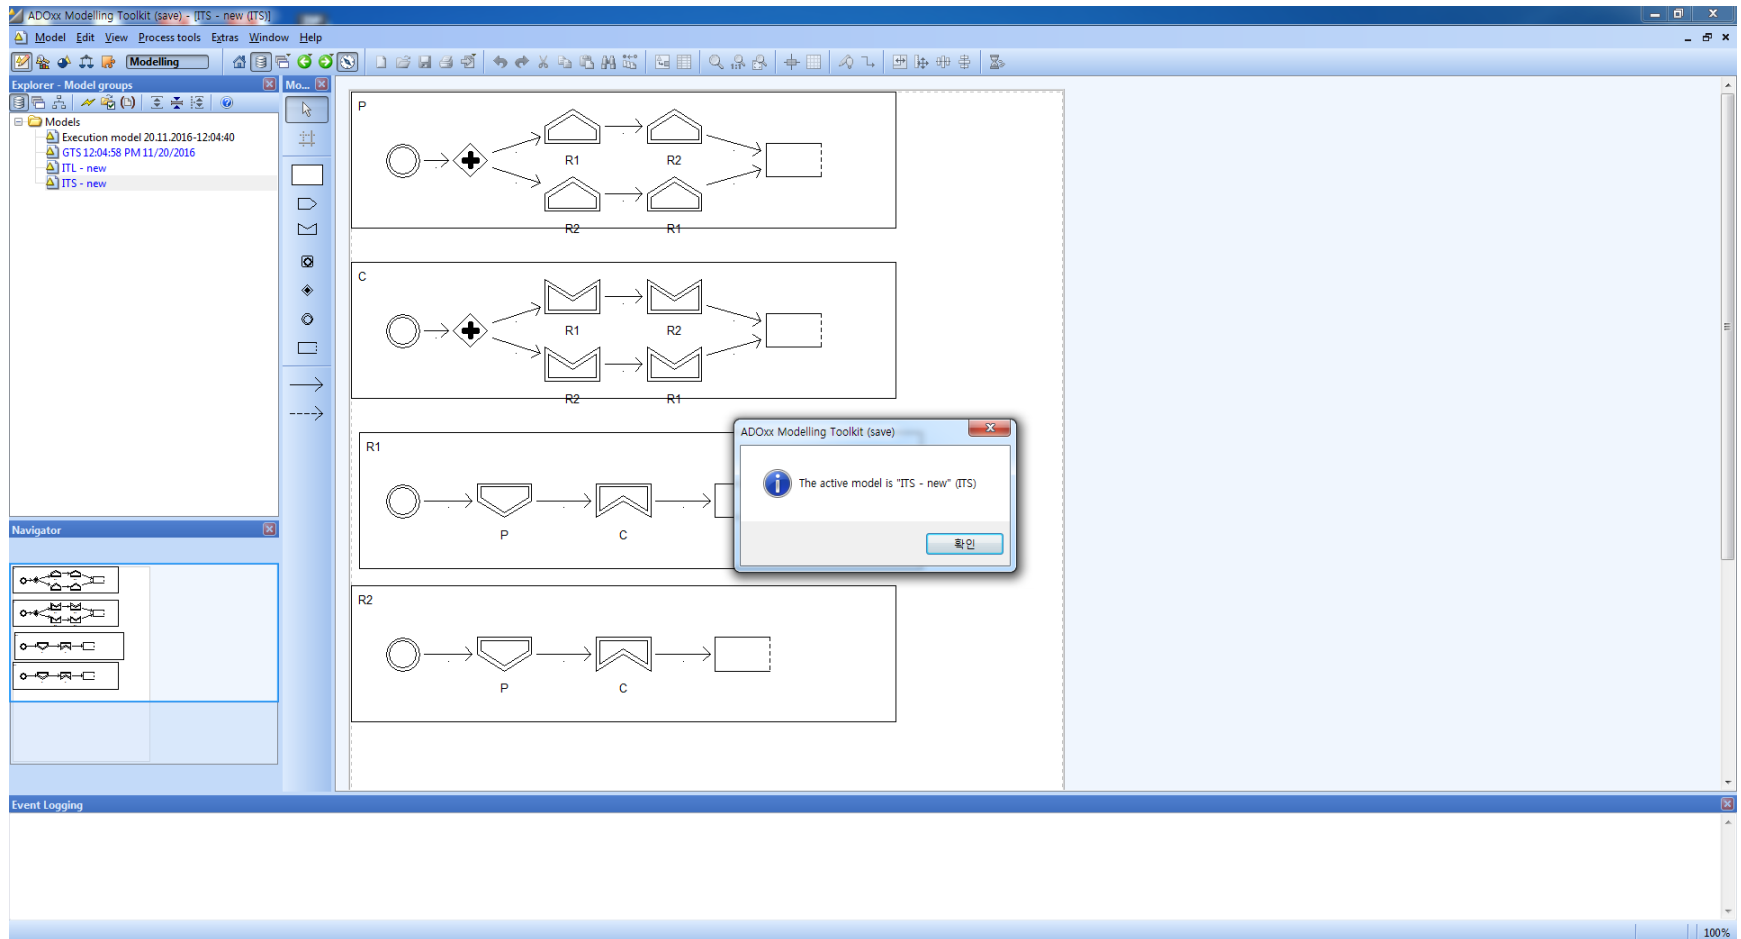 ADOxx Modelling Toolkit (save) - [ITS - new (ITS)]
Model Edit View Process tools Extras Window Help
Modelling
Explorer - Model groups
Mo...
Models
Execution model 20.11.2016-12:04:40
GTS 12:04:58 PM 11/20/2016
ITL - new
ITS - new
P
R1 R2
R2 R1
C
R1 R2
R2 R1
R1
P C
ADOxx Modelling Toolkit (save)
The active model is "ITS - new" (ITS)
확인
R2
P C
Navigator
Event Logging
100%